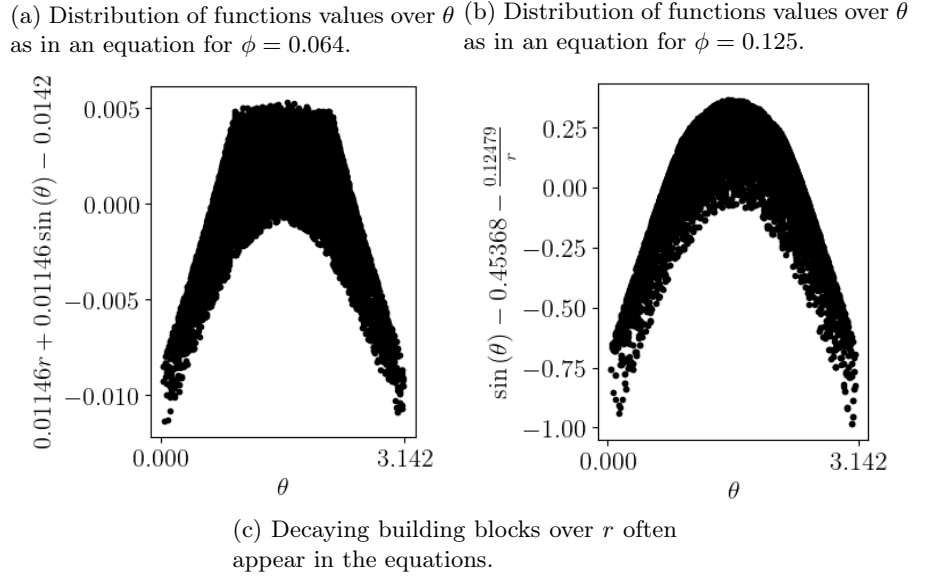 (a) Distribution of functions values over θ
as in an equation for ϕ = 0.064.
(b) Distribution of functions values over θ
as in an equation for ϕ = 0.125.
0.01146r + 0.01146 sin (θ) − 0.0142
0.005
0.000
−0.005
−0.010
0.000 3.142
θ
sin (θ) − 0.45368 − 0.12479/r
0.25
0.00
−0.25
−0.50
−0.75
−1.00
0.000 3.142
θ
(c) Decaying building blocks over r often
appear in the equations.